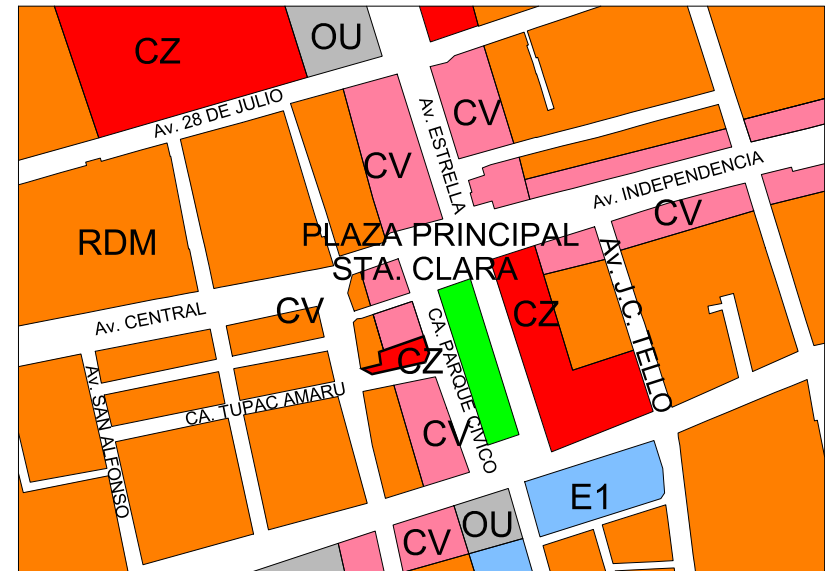 OU
CZ
Av. 28 DE JULIO
Av. ESTRELLA
CV
CV
Av. INDEPENDENCIA
CV
RDM
PLAZA PRINCIPAL
STA. CLARA
Av. J.C. TELLO
Av. CENTRAL
CV
CZ
CA. PARQUE CIVICO
CZ
Av. SAN ALFONSO
CA. TUPAC AMARU
CV
E1
OU
CV